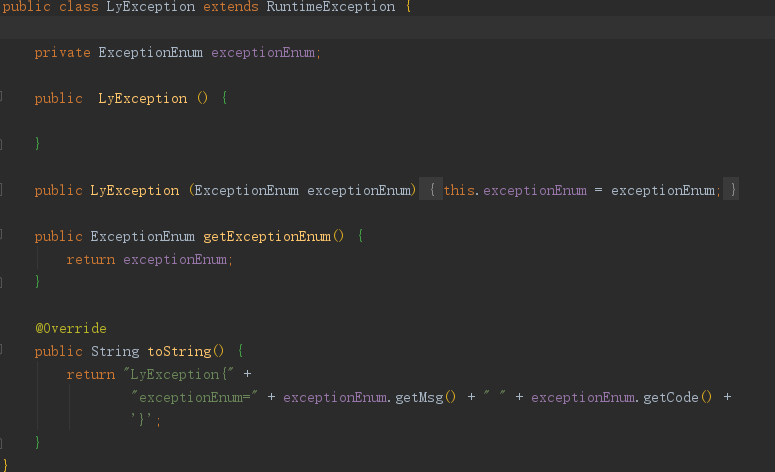 public class LyException extends RuntimeException {
private ExceptionEnum exceptionEnum;
public  LyException () {
}
public LyException (ExceptionEnum exceptionEnum) { this.exceptionEnum = exceptionEnum; }
public ExceptionEnum getExceptionEnum() {
return exceptionEnum;
}
@Override
public String toString() {
return "LyException{" +
"exceptionEnum=" + exceptionEnum.getMsg() + " " + exceptionEnum.getCode() +
'}';
}
}